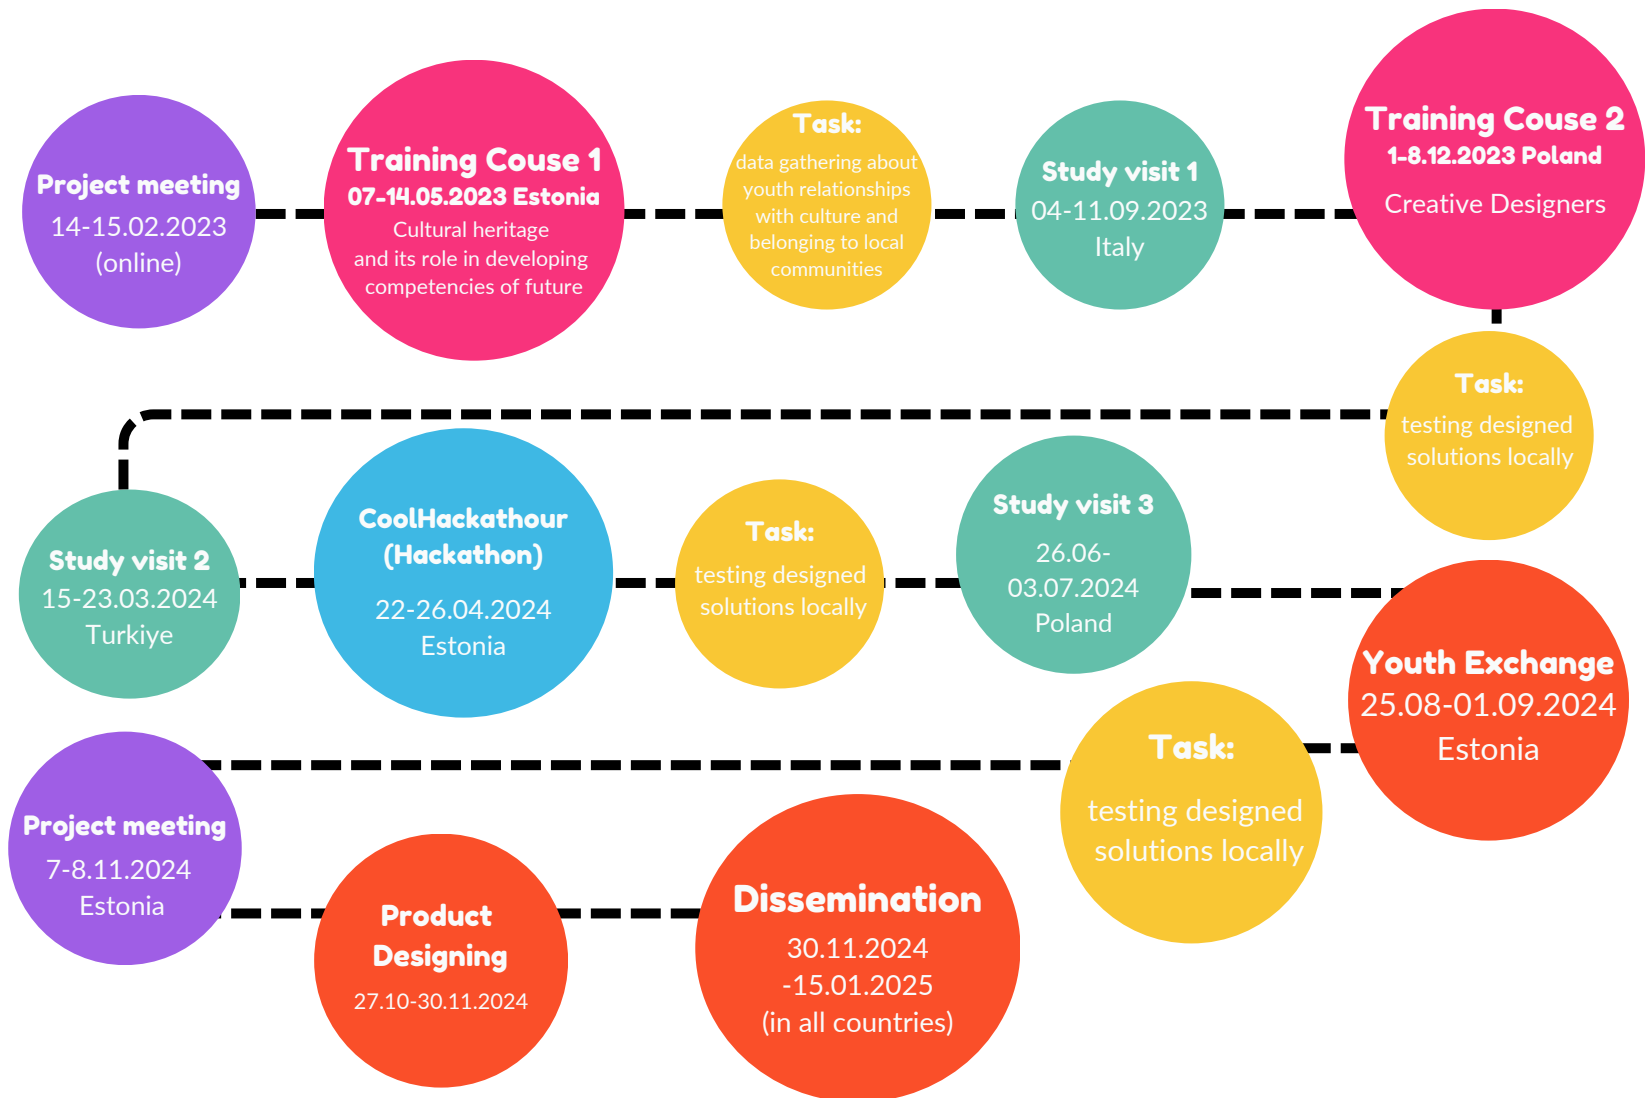 Project meeting
14-15.02.2023
(online)
Training Couse 1
07-14.05.2023 Estonia
Cultural heritage
and its role in developing
competencies of future
Task:
data gathering about
youth relationships
with culture and
belonging to local
communities
Study visit 1
04-11.09.2023
Italy
Training Couse 2
1-8.12.2023 Poland
Creative Designers
Task:
testing designed
solutions locally
Study visit 2
15-23.03.2024
Turkiye
CoolHackathour
(Hackathon)
22-26.04.2024
Estonia
Task:
testing designed
solutions locally
Study visit 3
26.06-
03.07.2024
Poland
Youth Exchange
25.08-01.09.2024
Estonia
Task:
testing designed
solutions locally
Project meeting
7-8.11.2024
Estonia
Product
Designing
27.10-30.11.2024
Dissemination
30.11.2024
-15.01.2025
(in all countries)